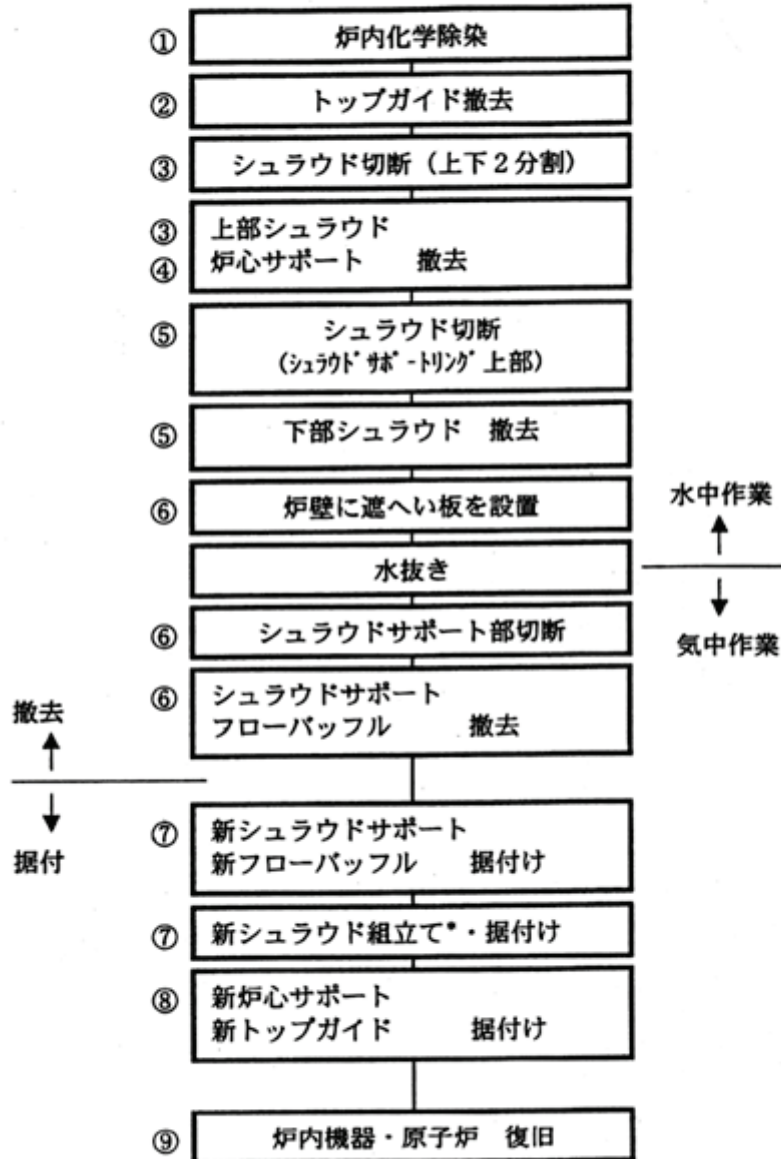 ① 炉内化学除染
② トップガイド撤去
③ シュラウド切断（上下２分割）
③ 上部シュラウド
④ 炉心サポート 撤去
⑤ シュラウド切断
(ｼｭﾗｳﾄﾞｻﾎﾟｰﾄﾘﾝｸﾞ上部)
⑤ 下部シュラウド 撤去
⑥ 炉壁に遮へい板を設置
水中作業
水抜き
⑥ シュラウドサポート部切断
気中作業
⑥ シュラウドサポート
フローバッフル 撤去
撤去
据付
⑦ 新シュラウドサポート
新フローバッフル 据付け
⑦ 新シュラウド組立て*・据付け
⑧ 新炉心サポート
新トップガイド 据付け
⑨ 炉内機器・原子炉 復旧